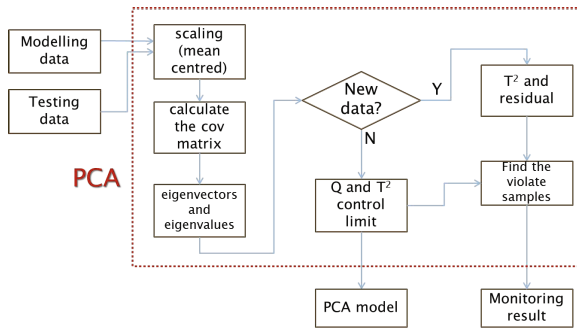 Modelling
data
Testing
data
PCA
scaling
(mean
centred)
calculate
the cov
matrix
eigenvectors
and
eigenvalues
New
data?
Y
N
T² and
residual
Q and T²
control
limit
Find the
violate
samples
PCA model
Monitoring
result